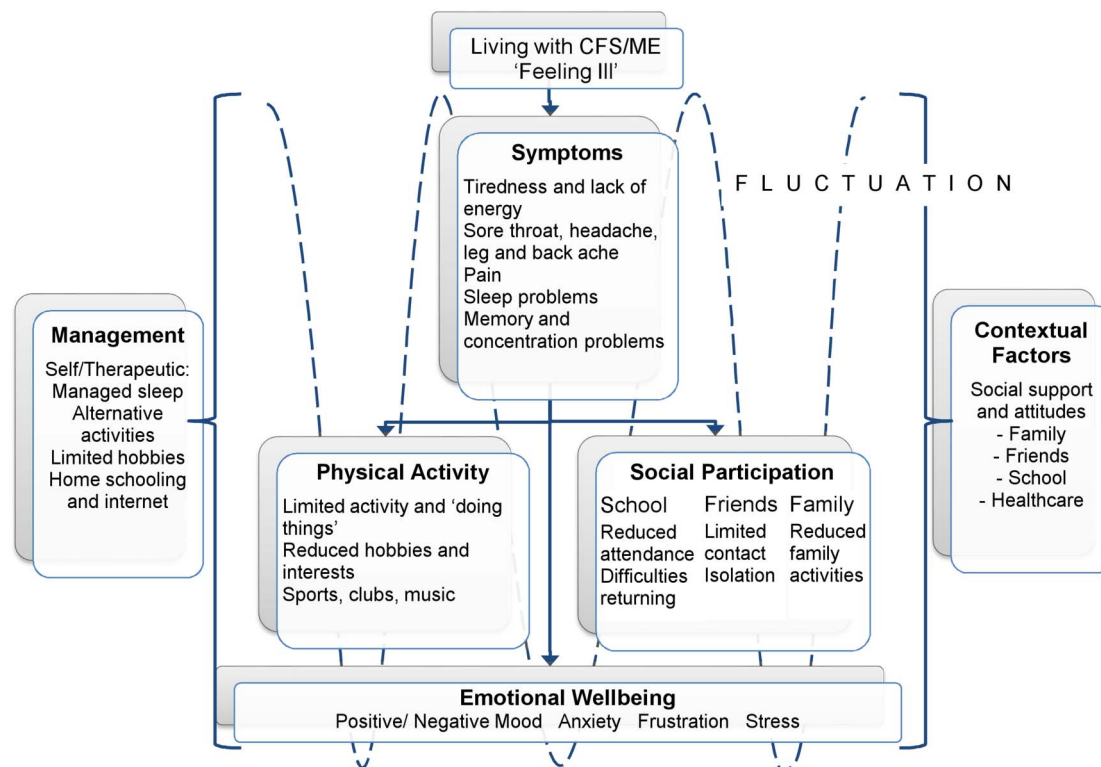 Living with CFS/ME
‘Feeling Ill’
Symptoms
Tiredness and lack of
energy
Sore throat, headache,
leg and back ache
Pain
Sleep problems
Memory and
concentration problems
F L U C T U A T I O N
Management
Self/Therapeutic:
Managed sleep
Alternative
activities
Limited hobbies
Home schooling
and internet
Contextual
Factors
Social support
and attitudes
- Family
- Friends
- School
- Healthcare
Physical Activity
Limited activity and ‘doing
things’
Reduced hobbies and
interests
Sports, clubs, music
Social Participation
School
Reduced
attendance
Difficulties
returning
Friends
Limited
contact
Isolation
Family
Reduced
family
activities
Emotional Wellbeing
Positive/ Negative Mood Anxiety Frustration Stress